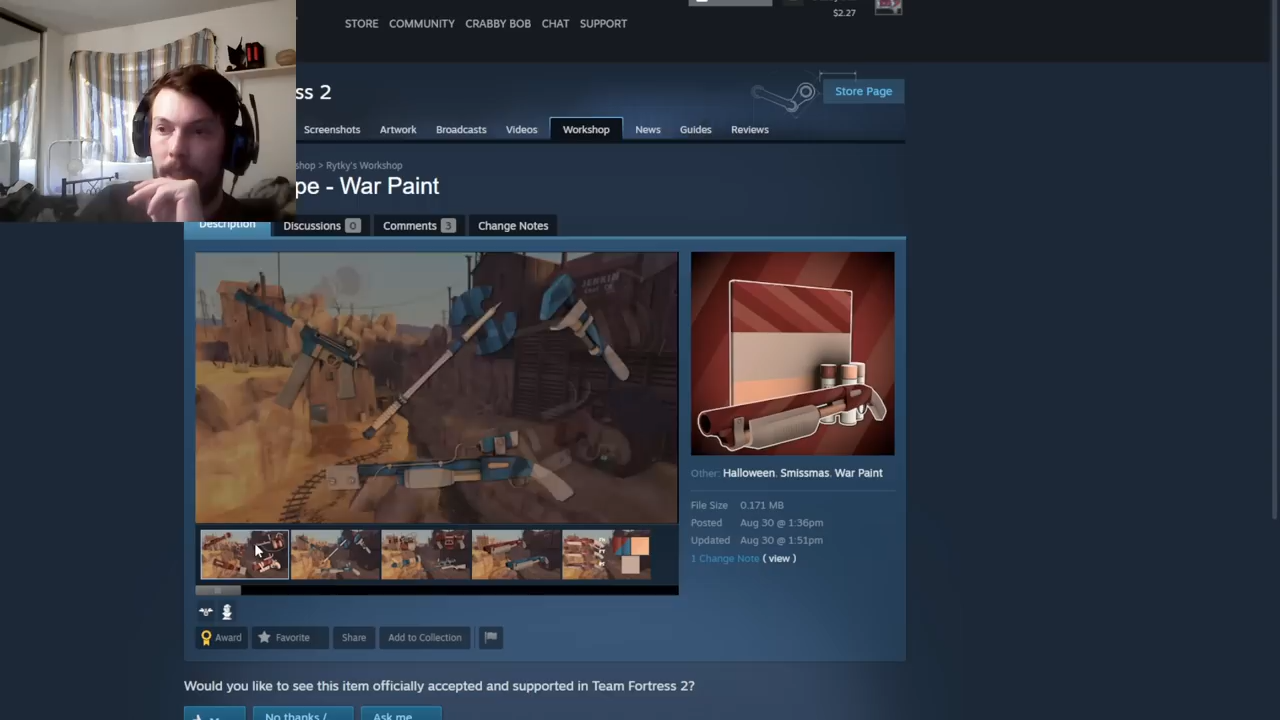 $2.27
STORE COMMUNITY CRABBY BOB CHAT SUPPORT
ss 2
Store Page
Screenshots Artwork Broadcasts Videos Workshop News Guides Reviews
shop > Rytky's Workshop
pe - War Paint
Description Discussions 0 Comments 3 Change Notes
Other: Halloween, Smissmas, War Paint
File Size 0.171 MB
Posted Aug 30 @ 1:36pm
Updated Aug 30 @ 1:51pm
1 Change Note ( view )
Award Favorite Share Add to Collection
Would you like to see this item officially accepted and supported in Team Fortress 2?
No thanks / Ask me